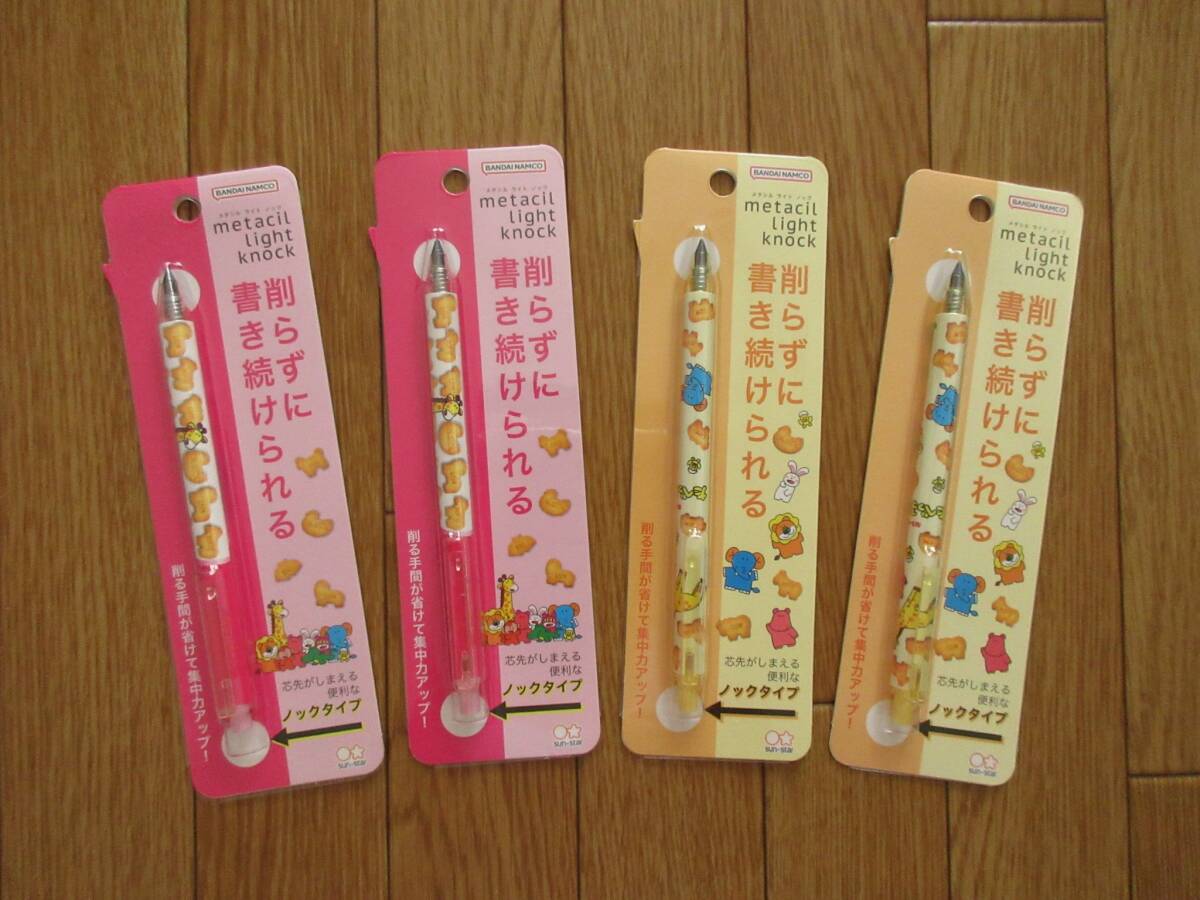 BANDAI NAMCO
メタシル ライト ノック
metacil
light
knock
削らずに
書き続けられる
削る手間が省けて集中力アップ!
芯先がしまえる
便利な
ノックタイプ
sun-star
BANDAI NAMCO
メタシル ライト ノック
metacil
light
knock
削らずに
書き続けられる
削る手間が省けて集中力アップ!
芯先がしまえる
便利な
ノックタイプ
sun-star
BANDAI NAMCO
メタシル ライト ノック
metacil
light
knock
削らずに
書き続けられる
削る手間が省けて集中力アップ!
芯先がしまえる
便利な
ノックタイプ
sun-star
BANDAI NAMCO
メタシル ライト ノック
metacil
light
knock
削らずに
書き続けられる
削る手間が省けて集中力アップ!
芯先がしまえる
便利な
ノックタイプ
sun-star